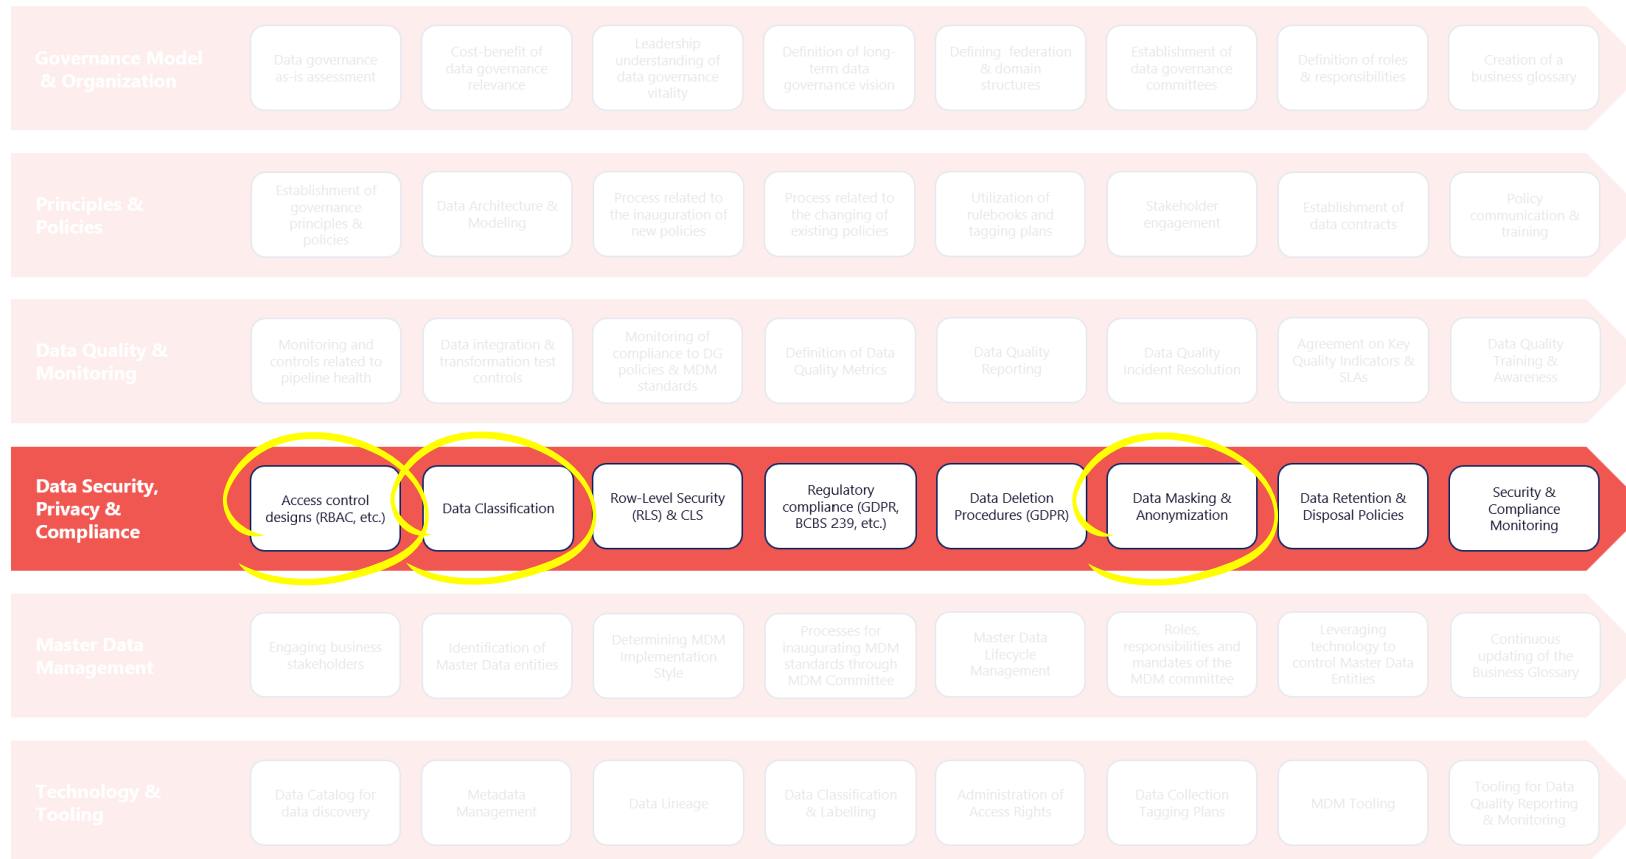 Governance Model
& Organization
Data governance
as-is assessment
Cost-benefit of
data governance
relevance
Leadership
understanding of
data governance
vitality
Definition of long-
term data
governance vision
Defining federation
& domain
structures
Establishment of
data governance
committees
Definition of roles
& responsibilities
Creation of a
business glossary
Principles &
Policies
Establishment of
governance
principles &
policies
Data Architecture &
Modeling
Process related to
the inauguration of
new policies
Process related to
the changing of
existing policies
Utilization of
rulebooks and
tagging plans
Stakeholder
engagement
Establishment of
data contracts
Policy
communication &
training
Data Quality &
Monitoring
Monitoring and
controls related to
pipeline health
Data integration &
transformation test
controls
Monitoring of
compliance to DG
policies & MDM
standards
Definition of Data
Quality Metrics
Data Quality
Reporting
Data Quality
Incident Resolution
Agreement on Key
Quality Indicators &
SLAs
Data Quality
Training &
Awareness
Data Security,
Privacy &
Compliance
Access control
designs (RBAC, etc.)
Data Classification
Row-Level Security
(RLS) & CLS
Regulatory
compliance (GDPR,
BCBS 239, etc.)
Data Deletion
Procedures (GDPR)
Data Masking &
Anonymization
Data Retention &
Disposal Policies
Security &
Compliance
Monitoring
Master Data
Management
Engaging business
stakeholders
Identification of
Master Data entities
Determining MDM
Implementation
Style
Processes for
inaugurating MDM
standards through
MDM Committee
Master Data
Lifecycle
Management
Roles,
responsibilities and
mandates of the
MDM committee
Leveraging
technology to
control Master Data
Entities
Continuous
updating of the
Business Glossary
Technology &
Tooling
Data Catalog for
data discovery
Metadata
Management
Data Lineage
Data Classification
& Labelling
Administration of
Access Rights
Data Collection
Tagging Plans
MDM Tooling
Tooling for Data
Quality Reporting
& Monitoring